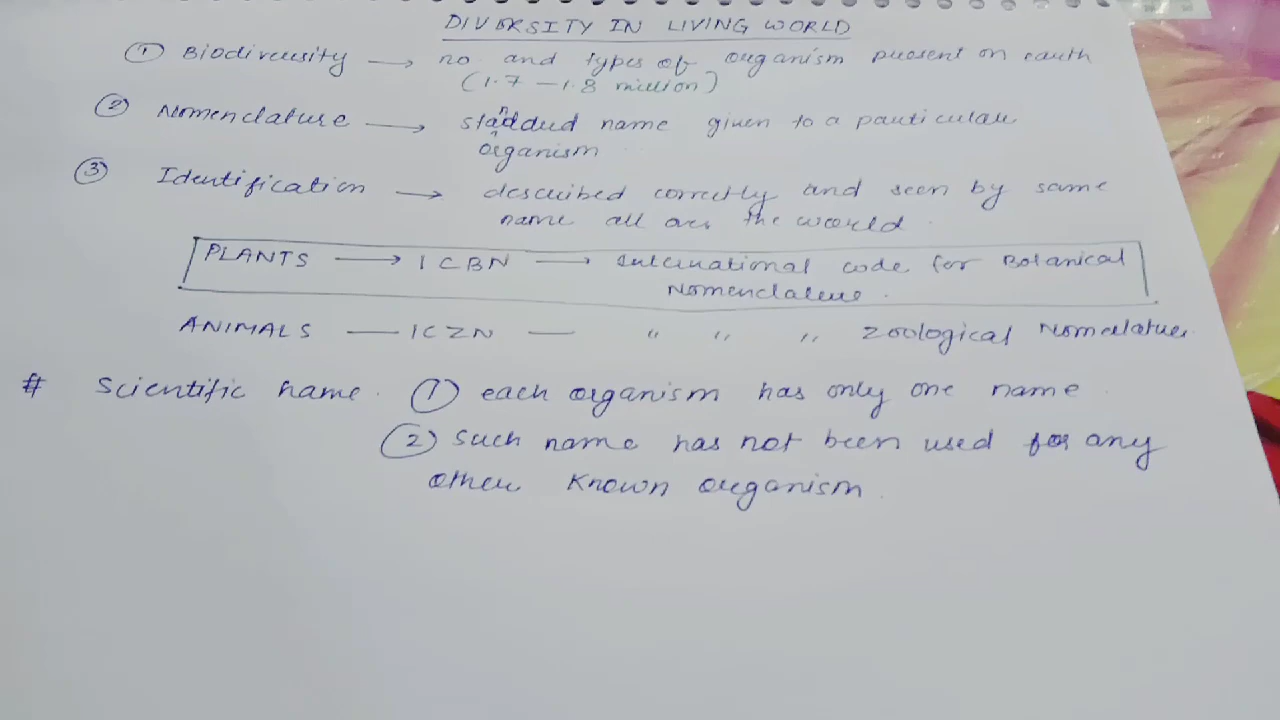 DIVERSITY IN LIVING WORLD
① Biodiversity → no and types of organism present on earth
(1.7 – 1.8 million)
② Nomenclature → standdard name given to a particular
organism
③ Identification → described correctly and seen by same
name all over the world.
PLANTS → ICBN → International code for Botanical
Nomenclature.
ANIMALS — ICZN — " " " Zoological Nomenclature.
# Scientific name. ① each organism has only one name.
② Such name has not been used for any
other known organism.